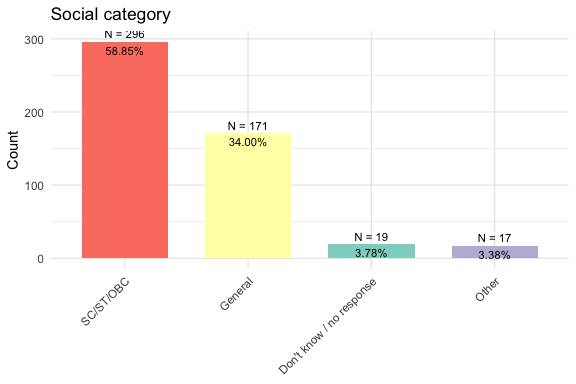 Social category
Count
300
200
100
0
N = 296
58.85%
N = 171
34.00%
N = 19
3.78%
N = 17
3.38%
SC/ST/OBC
General
Don't know / no response
Other